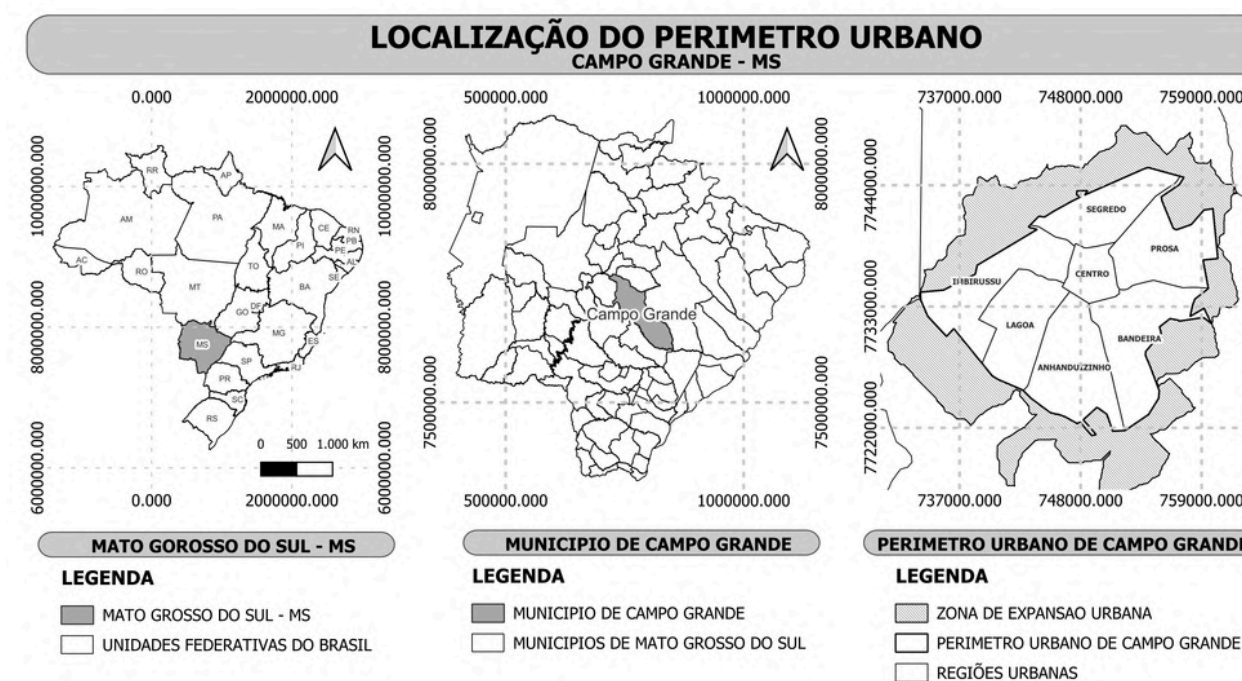 LOCALIZAÇÃO DO PERIMETRO URBANO
CAMPO GRANDE - MS
0.000
2000000.000
10000000.000
8000000.000
6000000.000
RR
AP
AM
PA
MA
CE
RN
PB
PI
PE
AL
AC
RO
TO
SE
MT
BA
DF
GO
MG
MS
ES
SP
RJ
PR
SC
RS
0 500 1.000 km
10000000.000
8000000.000
6000000.000
0.000
2000000.000
MATO GOROSSO DO SUL - MS
LEGENDA
MATO GROSSO DO SUL - MS
UNIDADES FEDERATIVAS DO BRASIL
500000.000
1000000.000
8000000.000
7500000.000
Campo Grande
8000000.000
7500000.000
500000.000
1000000.000
MUNICIPIO DE CAMPO GRANDE
LEGENDA
MUNICIPIO DE CAMPO GRANDE
MUNICIPIOS DE MATO GROSSO DO SUL
737000.000
748000.000
759000.000
7744000.000
7733000.000
7722000.000
SEGREDO
PROSA
CENTRO
IMBIRUSSU
LAGOA
BANDEIRA
ANHANDUIZINHO
737000.000
748000.000
759000.000
PERIMETRO URBANO DE CAMPO GRANDE
LEGENDA
ZONA DE EXPANSAO URBANA
PERIMETRO URBANO DE CAMPO GRANDE
REGIÕES URBANAS